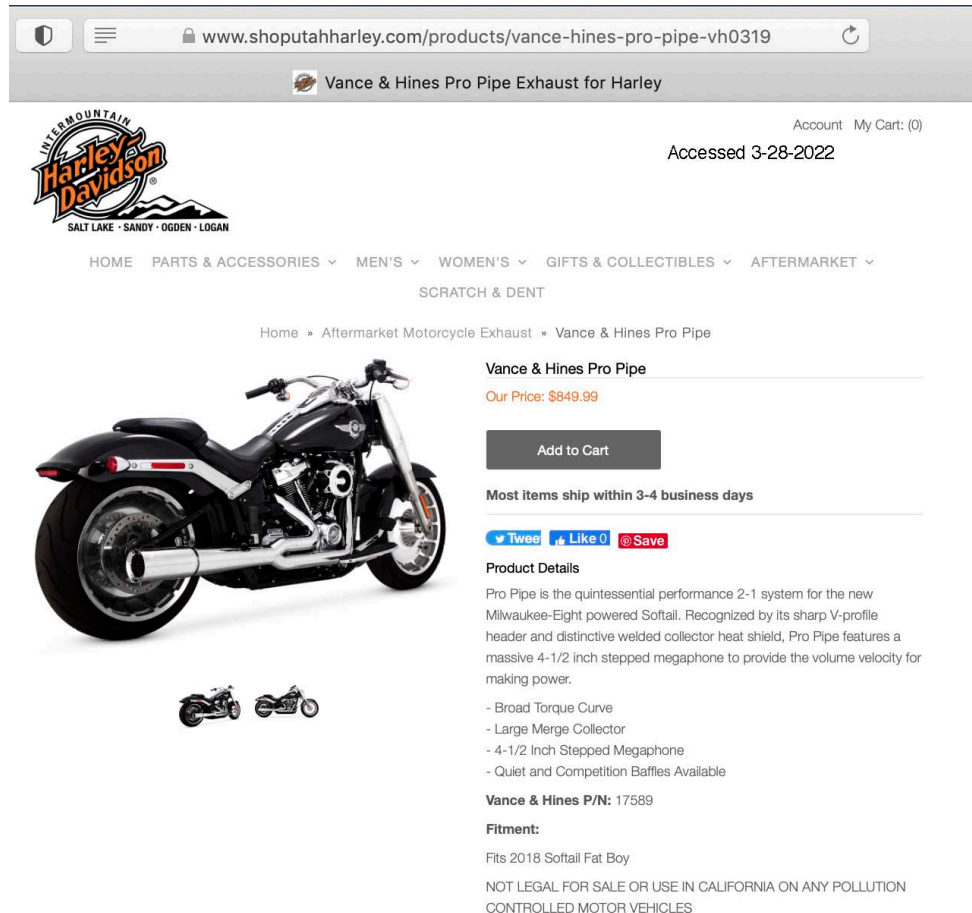 www.shoputahharley.com/products/vance-hines-pro-pipe-vh0319
Vance & Hines Pro Pipe Exhaust for Harley
INTERMOUNTAIN
Harley-Davidson®
SALT LAKE · SANDY · OGDEN · LOGAN
Account My Cart: (0)
Accessed 3-28-2022
HOME PARTS & ACCESSORIES MEN'S WOMEN'S GIFTS & COLLECTIBLES AFTERMARKET
SCRATCH & DENT
Home » Aftermarket Motorcycle Exhaust » Vance & Hines Pro Pipe
Vance & Hines Pro Pipe
Our Price: $849.99
Add to Cart
Most items ship within 3-4 business days
Twee Like 0 Save
Product Details
Pro Pipe is the quintessential performance 2-1 system for the new
Milwaukee-Eight powered Softail. Recognized by its sharp V-profile
header and distinctive welded collector heat shield, Pro Pipe features a
massive 4-1/2 inch stepped megaphone to provide the volume velocity for
making power.
- Broad Torque Curve
- Large Merge Collector
- 4-1/2 Inch Stepped Megaphone
- Quiet and Competition Baffles Available
Vance & Hines P/N: 17589
Fitment:
Fits 2018 Softail Fat Boy
NOT LEGAL FOR SALE OR USE IN CALIFORNIA ON ANY POLLUTION
CONTROLLED MOTOR VEHICLES